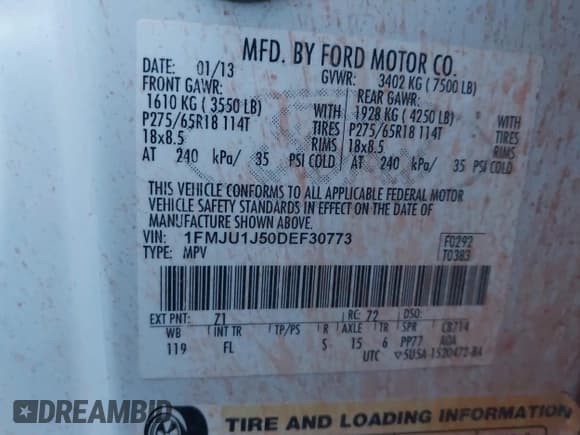 MFD. BY FORD MOTOR CO.
DATE: 01/13 GVWR: 3402 KG ( 7500 LB)
FRONT GAWR: REAR GAWR:
1610 KG ( 3550 LB) WITH 1928 KG ( 4250 LB) WITH
P275/65R18 114T TIRES P275/65R18 114T TIRES
18x8.5 RIMS 18x8.5 RIMS
AT 240 kPa/ 35 PSI COLD AT 240 kPa/ 35 PSI COLD
THIS VEHICLE CONFORMS TO ALL APPLICABLE FEDERAL MOTOR
VEHICLE SAFETY STANDARDS IN EFFECT ON THE DATE OF
MANUFACTURE SHOWN ABOVE.
VIN: 1FMJU1J50DEF30773 F0292
TYPE: MPV T0383
EXT PNT: Z1 RC: 72 DSO:
WB INT TR TP/PS R AXLE TR SPR CB714
119 FL S 15 6 PP77 AOA
UTC
TIRE AND LOADING INFORMATION
DREAMBID